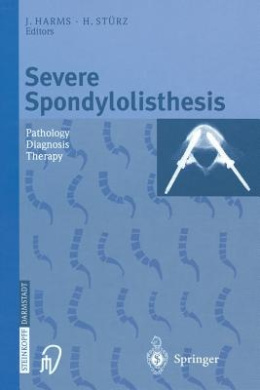 J. HARMS · H. STÜRZ
Editors
Severe
Spondylolisthesis
Pathology
Diagnosis
Therapy
STEINKOPFF
DARMSTADT
Springer